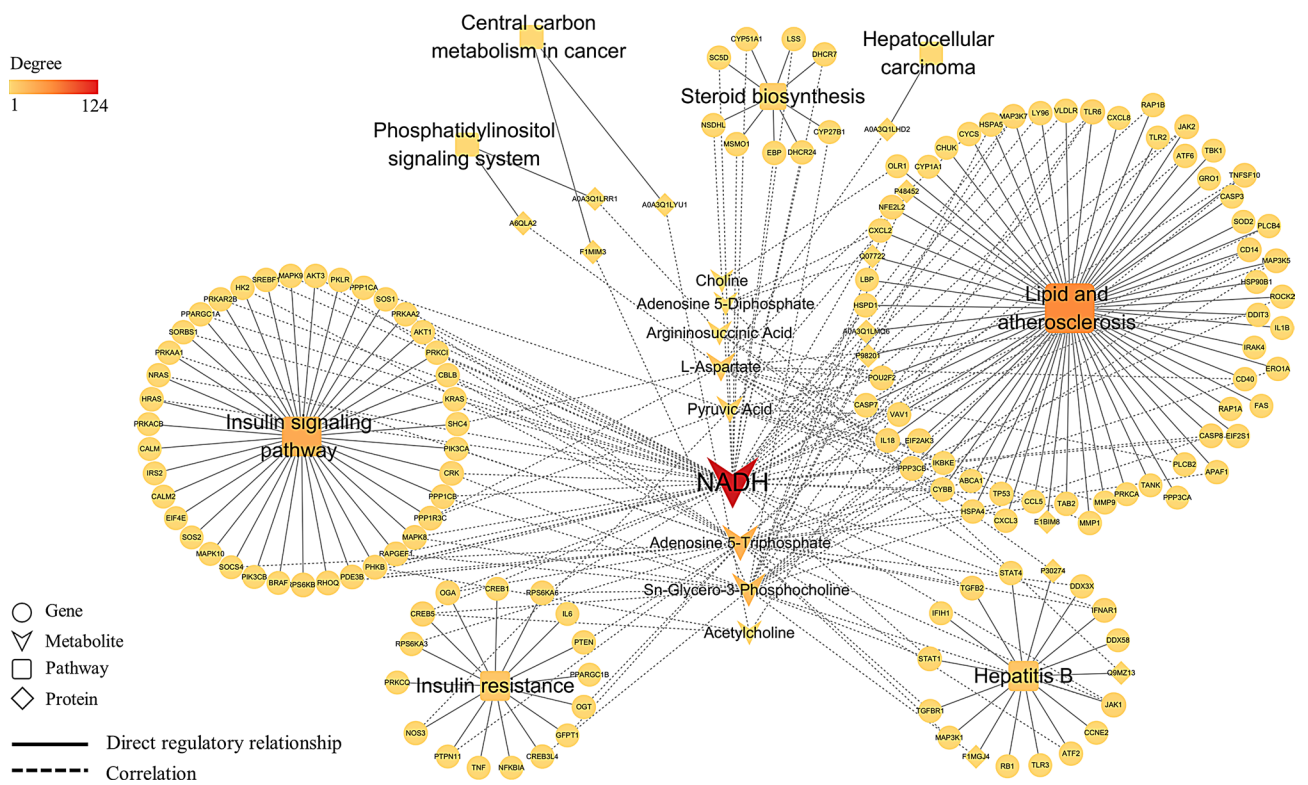 Central carbon
metabolism in cancer
Degree
1
124
Phosphatidylinositol
signaling system
Steroid biosynthesis
CYP51A1
LSS
SC5D
DHCR7
NSDHL
MSMO1
EBP
DHCR24
CYP27B1
Hepatocellular
carcinoma
A0A3Q1LHD2
A0A3Q1LRR1
A0A3Q1LYU1
A6QLA2
F1MIM3
Lipid and
atherosclerosis
OLR1
CYP1A1
CHUK
CYCS
HSPA5
MAP3K7
LY96
VLDLR
TLR6
CXCL8
RAP1B
TLR2
JAK2
ATF6
TBK1
GRO1
TNFSF10
CASP3
SOD2
PLCB4
CD14
MAP3K5
HSP90B1
ROCK2
DDIT3
IL1B
IRAK4
ERO1A
CD40
FAS
RAP1A
CASP8
EIF2S1
PLCB2
APAF1
TANK
PPP3CA
PRKCA
MMP9
MMP1
TAB2
E1BIM8
CCL5
CXCL3
TP53
HSPA4
ABCA1
CYBB
IKBKE
PPP3CB
EIF2AK3
IL18
VAV1
CASP7
POU2F2
P98201
A0A3Q1LMQ6
HSPD1
LBP
Q07722
CXCL2
NFE2L2
P48452
Choline
Adenosine 5-Diphosphate
Argininosuccinic Acid
L-Aspartate
Pyruvic Acid
NADH
Adenosine 5-Triphosphate
Sn-Glycero-3-Phosphocholine
Acetylcholine
Insulin signaling
pathway
HK2
SREBF1
MAPK9
AKT3
PKLR
PPP1CA
SOS1
PRKAA2
AKT1
PRKCI
CBLB
KRAS
SHC4
PIK3CA
CRK
PPP1CB
PPP1R3C
MAPK8
RAPGEF1
PHKB
PDE3B
RHOQ
RPS6KB
BRAF
PIK3CB
SOCS4
MAPK10
SOS2
EIF4E
CALM2
IRS2
CALM
PRKACB
HRAS
NRAS
PRKAA1
SORBS1
PPARGC1A
PRKAR2B
Insulin resistance
OGA
CREB1
RPS6KA6
IL6
PTEN
PPARGC1B
OGT
GFPT1
CREB3L4
NFKBIA
TNF
PTPN11
NOS3
PRKCQ
RPS6KA3
CREB5
Hepatitis B
STAT4
P30274
DDX3X
IFNAR1
DDX58
Q9MZ13
JAK1
CCNE2
ATF2
TLR3
RB1
F1MGJ4
MAP3K1
TGFBR1
STAT1
IFIH1
TGFB2
Gene
Metabolite
Pathway
Protein
Direct regulatory relationship
Correlation